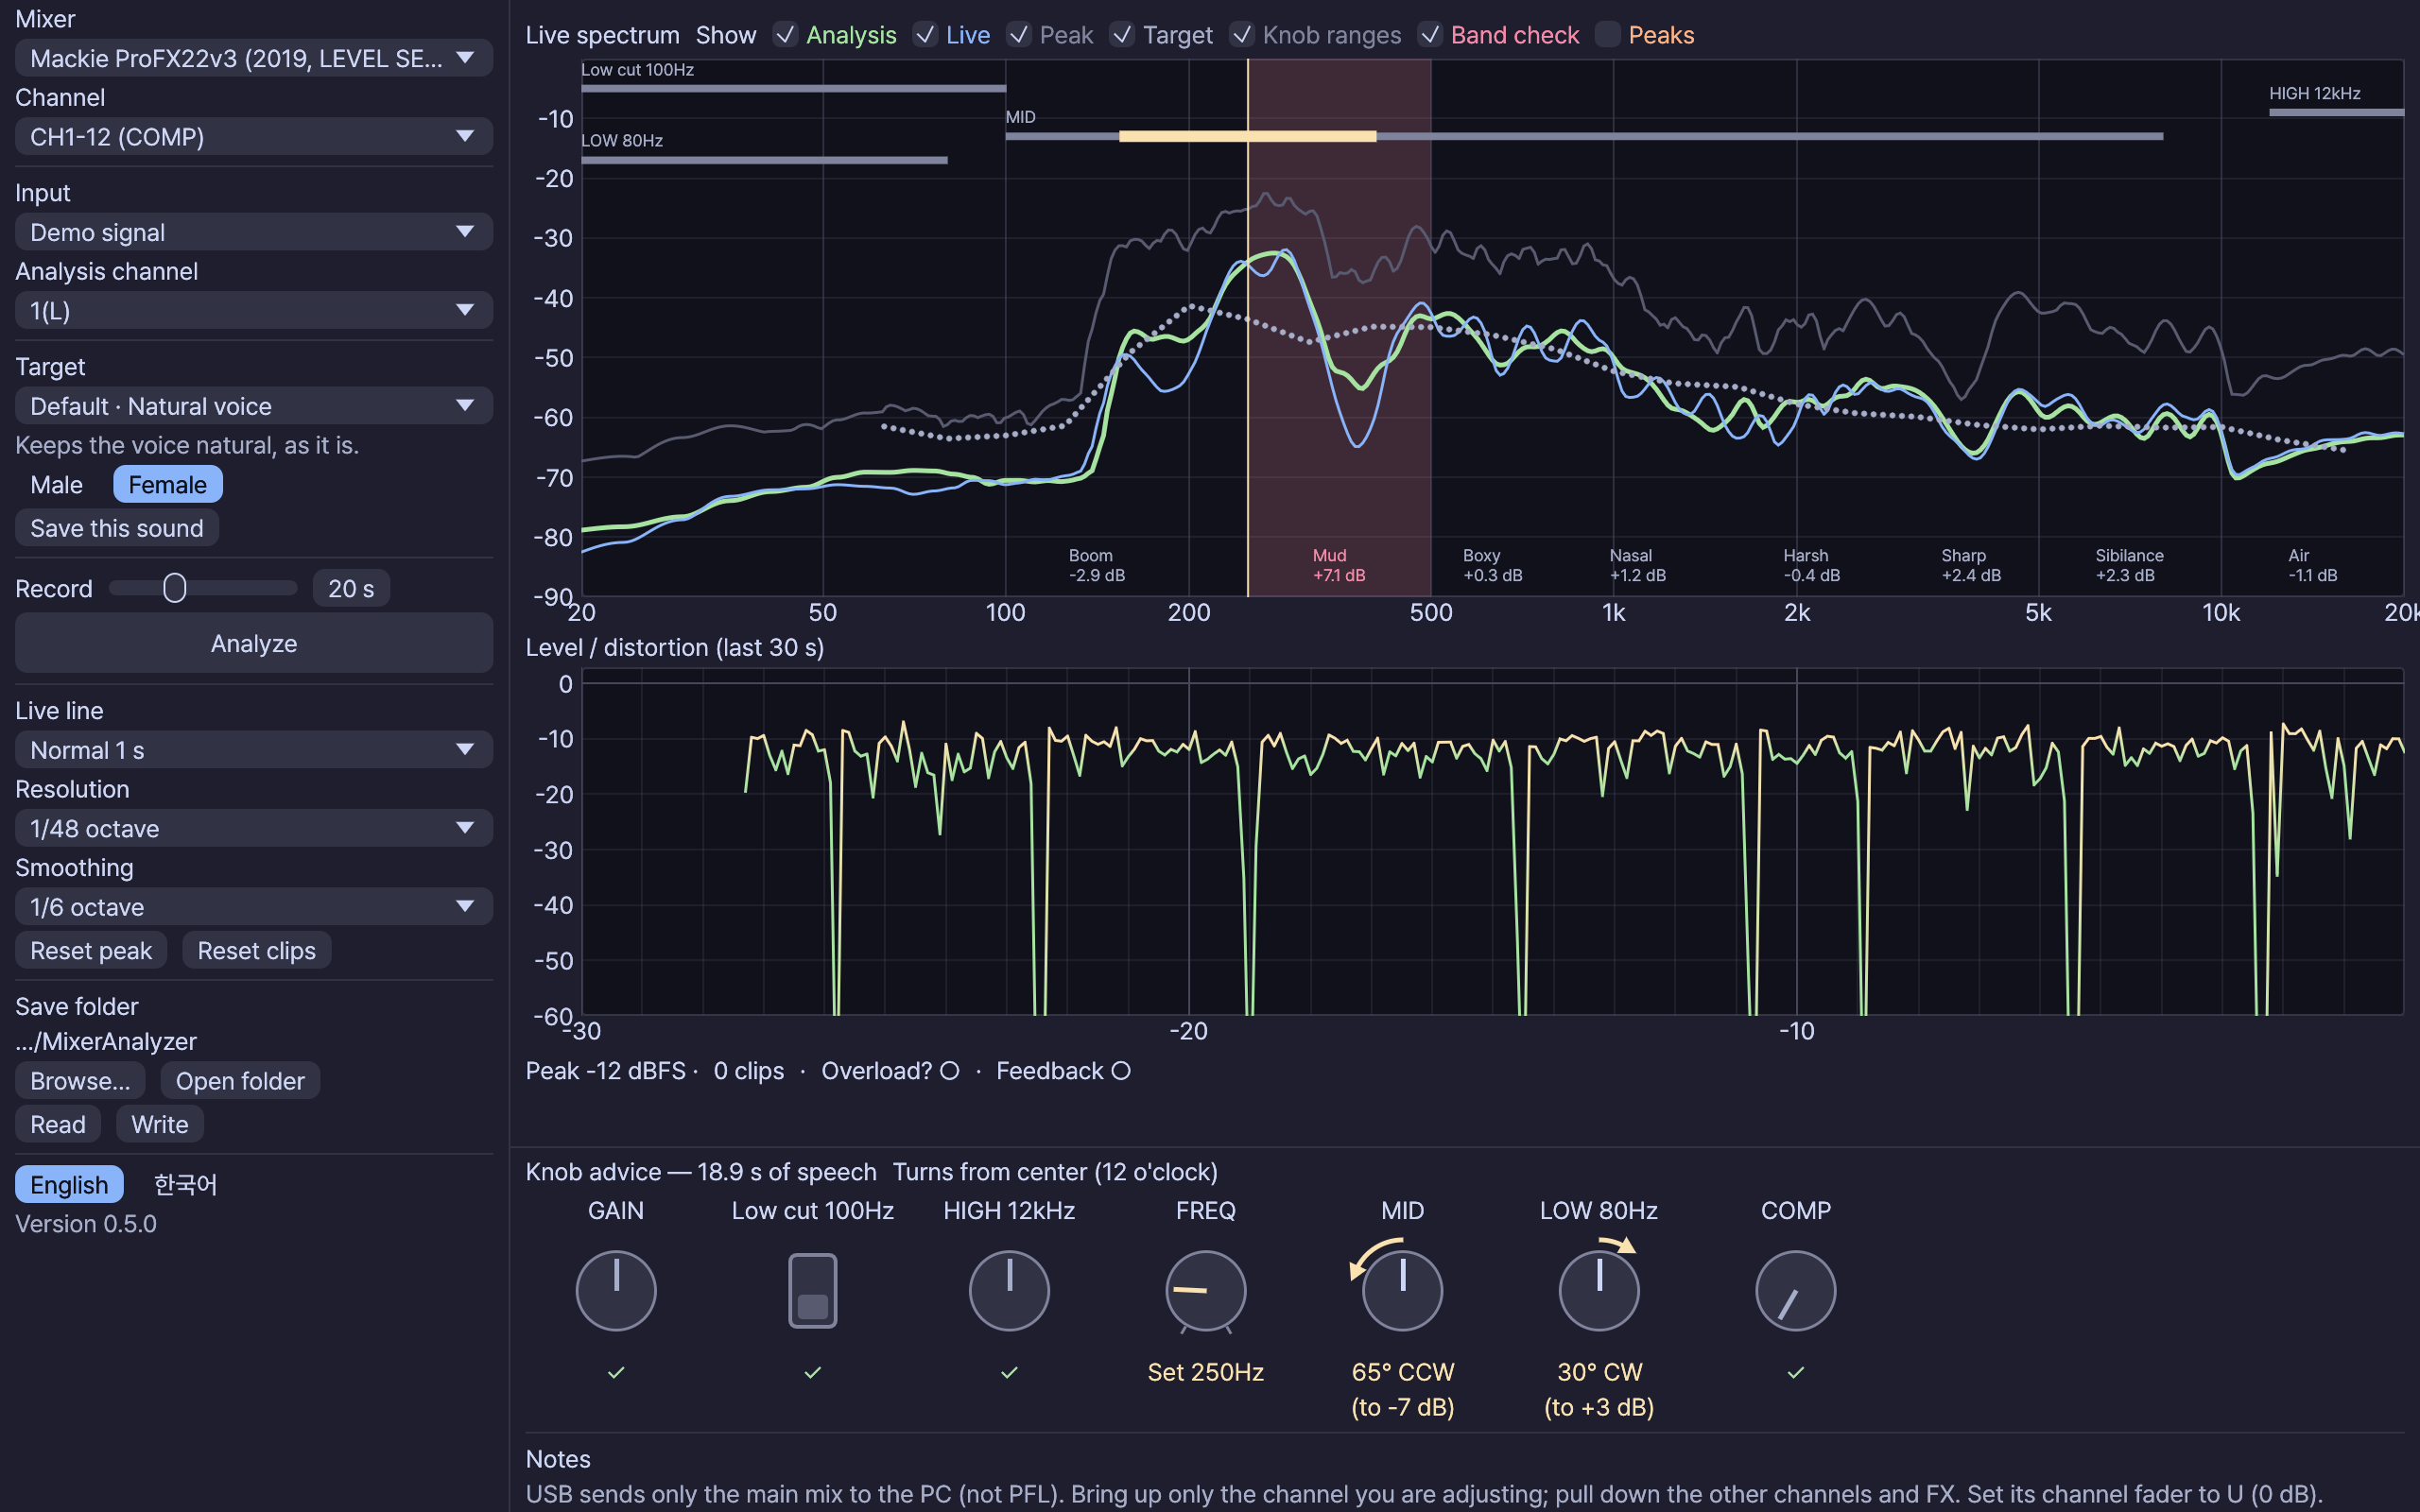 Mixer
Mackie ProFX22v3 (2019, LEVEL SE...
Channel
CH1-12 (COMP)
Input
Demo signal
Analysis channel
1(L)
Target
Default · Natural voice
Keeps the voice natural, as it is.
Male Female
Save this sound
Record 20 s
Analyze
Live line
Normal 1 s
Resolution
1/48 octave
Smoothing
1/6 octave
Reset peak Reset clips
Save folder
.../MixerAnalyzer
Browse... Open folder
Read Write
English 한국어
Version 0.5.0
Live spectrum Show Analysis Live Peak Target Knob ranges Band check Peaks
Low cut 100Hz
HIGH 12kHz
MID
LOW 80Hz
-10
-20
-30
-40
-50
-60
-70
-80
-90
Boom Mud Boxy Nasal Harsh Sharp Sibilance Air
-2.9 dB +7.1 dB +0.3 dB +1.2 dB -0.4 dB +2.4 dB +2.3 dB -1.1 dB
20 50 100 200 500 1k 2k 5k 10k 20k
Level / distortion (last 30 s)
0
-10
-20
-30
-40
-50
-60
-30 -20 -10
Peak -12 dBFS · 0 clips · Overload? · Feedback
Knob advice — 18.9 s of speech Turns from center (12 o'clock)
GAIN Low cut 100Hz HIGH 12kHz FREQ MID LOW 80Hz COMP
Set 250Hz 65° CCW 30° CW
(to -7 dB) (to +3 dB)
Notes
USB sends only the main mix to the PC (not PFL). Bring up only the channel you are adjusting; pull down the other channels and FX. Set its channel fader to U (0 dB).